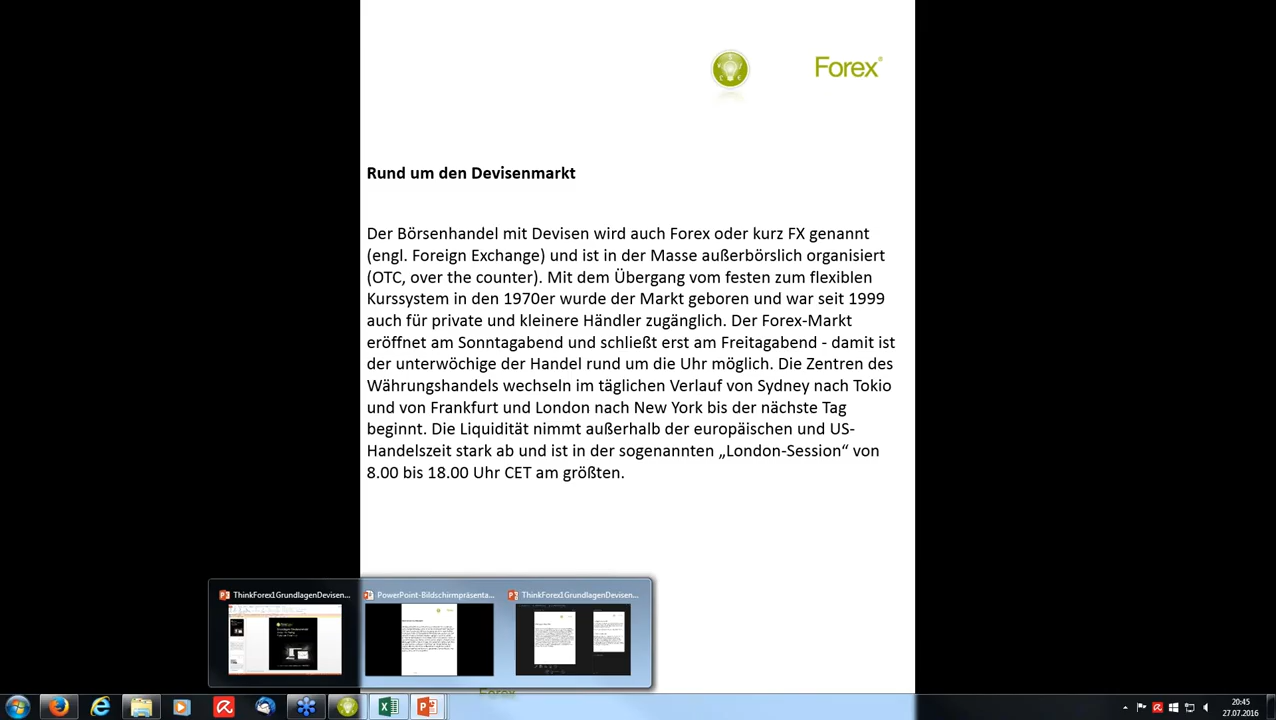 Forex®
Rund um den Devisenmarkt
Der Börsenhandel mit Devisen wird auch Forex oder kurz FX genannt
(engl. Foreign Exchange) und ist in der Masse außerbörslich organisiert
(OTC, over the counter). Mit dem Übergang vom festen zum flexiblen
Kurssystem in den 1970er wurde der Markt geboren und war seit 1999
auch für private und kleinere Händler zugänglich. Der Forex-Markt
eröffnet am Sonntagabend und schließt erst am Freitagabend - damit ist
der unterwöchige der Handel rund um die Uhr möglich. Die Zentren des
Währungshandels wechseln im täglichen Verlauf von Sydney nach Tokio
und von Frankfurt und London nach New York bis der nächste Tag
beginnt. Die Liquidität nimmt außerhalb der europäischen und US-
Handelszeit stark ab und ist in der sogenannten „London-Session“ von
8.00 bis 18.00 Uhr CET am größten.
ThinkForex1GrundlagenDevisen...
PowerPoint-Bildschirmpräsenta...
ThinkForex1GrundlagenDevisen...
Forex
20:45
27.07.2016